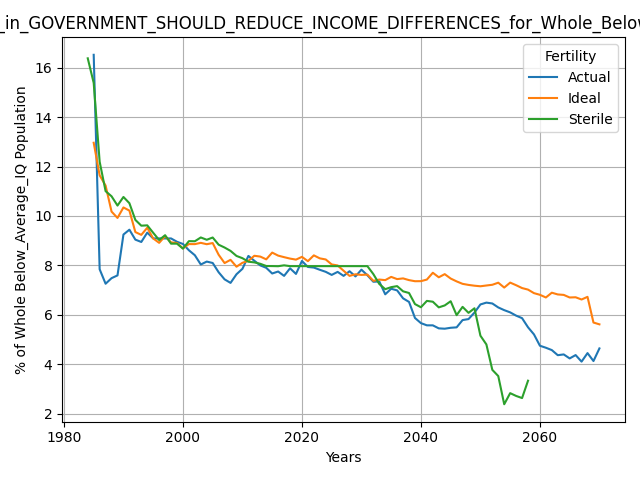 _in_GOVERNMENT_SHOULD_REDUCE_INCOME_DIFFERENCES_for_Whole_Below
% of Whole Below_Average_IQ Population
16
14
12
10
8
6
4
2
Fertility
Actual
Ideal
Sterile
1980 2000 2020 2040 2060
Years